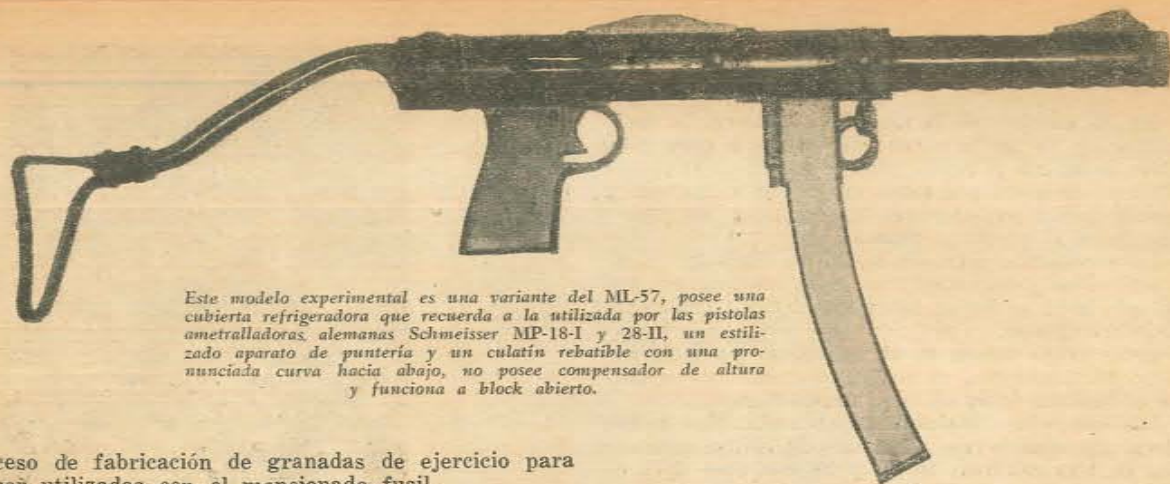 Este modelo experimental es una variante del ML-57, posee una
cubierta refrigeradora que recuerda a la utilizada por las pistolas
ametralladoras alemanas Schmeisser MP-18-I y 28-II, un estili-
zado aparato de puntería y un culatín rebatible con una pro-
nunciada curva hacia abajo, no posee compensador de altura
y funciona a block abierto.
ceso de fabricación de granadas de ejercicio para
utilizadas con el mencionado fusil